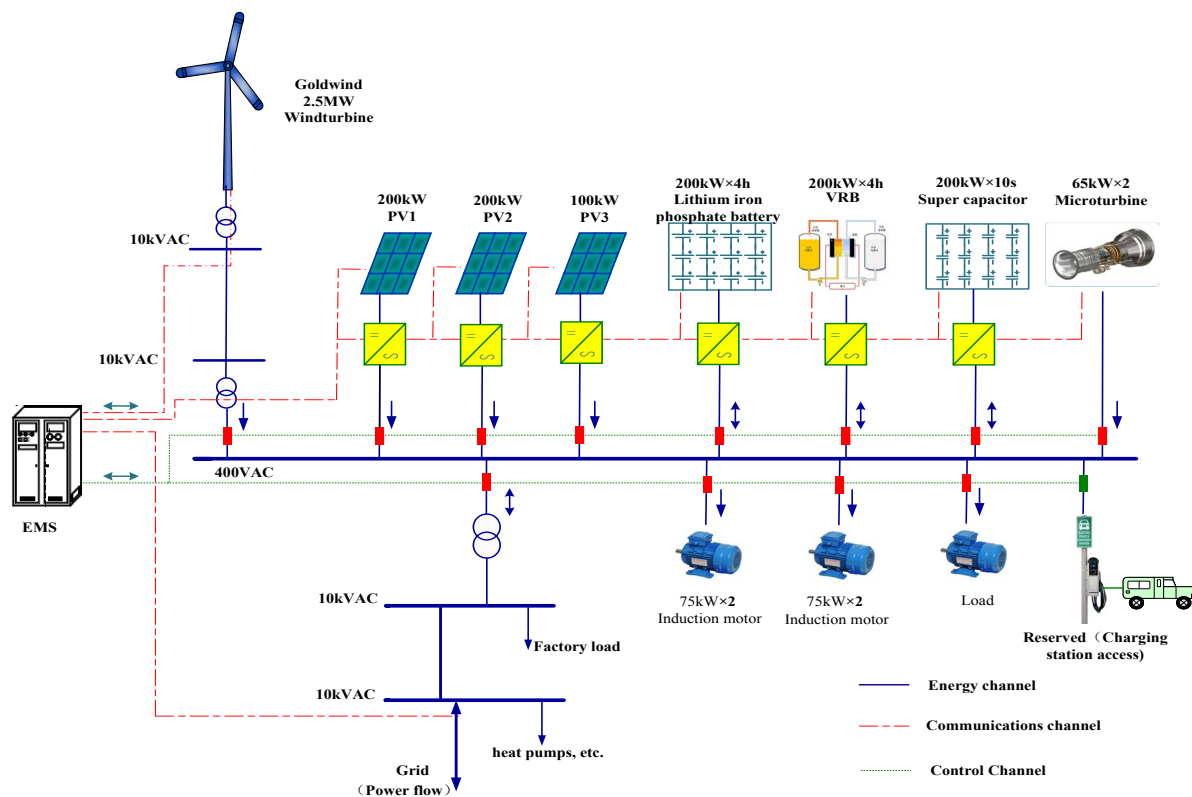 Goldwind
2.5MW
Windturbine
10kVAC
10kVAC
200kW
PV1
200kW
PV2
100kW
PV3
200kW×4h
Lithium iron
phosphate battery
200kW×4h
VRB
200kW×10s
Super capacitor
65kW×2
Microturbine
400VAC
EMS
75kW×2
Induction motor
75kW×2
Induction motor
Load
Reserved（Charging
station access)
10kVAC
Factory load
10kVAC
heat pumps, etc.
Grid
（Power flow）
Energy channel
Communications channel
Control Channel